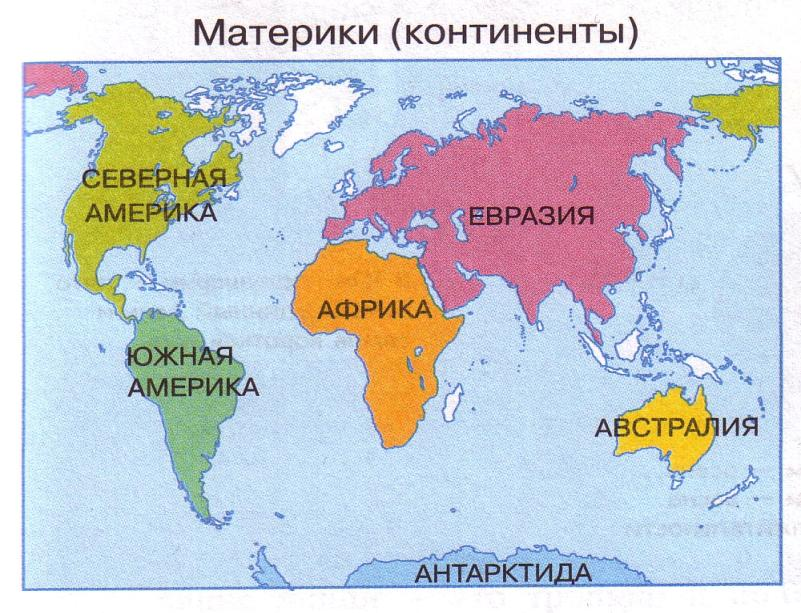 Материки (континенты)
СЕВЕРНАЯ
АМЕРИКА
ЕВРАЗИЯ
АФРИКА
ЮЖНАЯ
АМЕРИКА
АВСТРАЛИЯ
АНТАРКТИДА